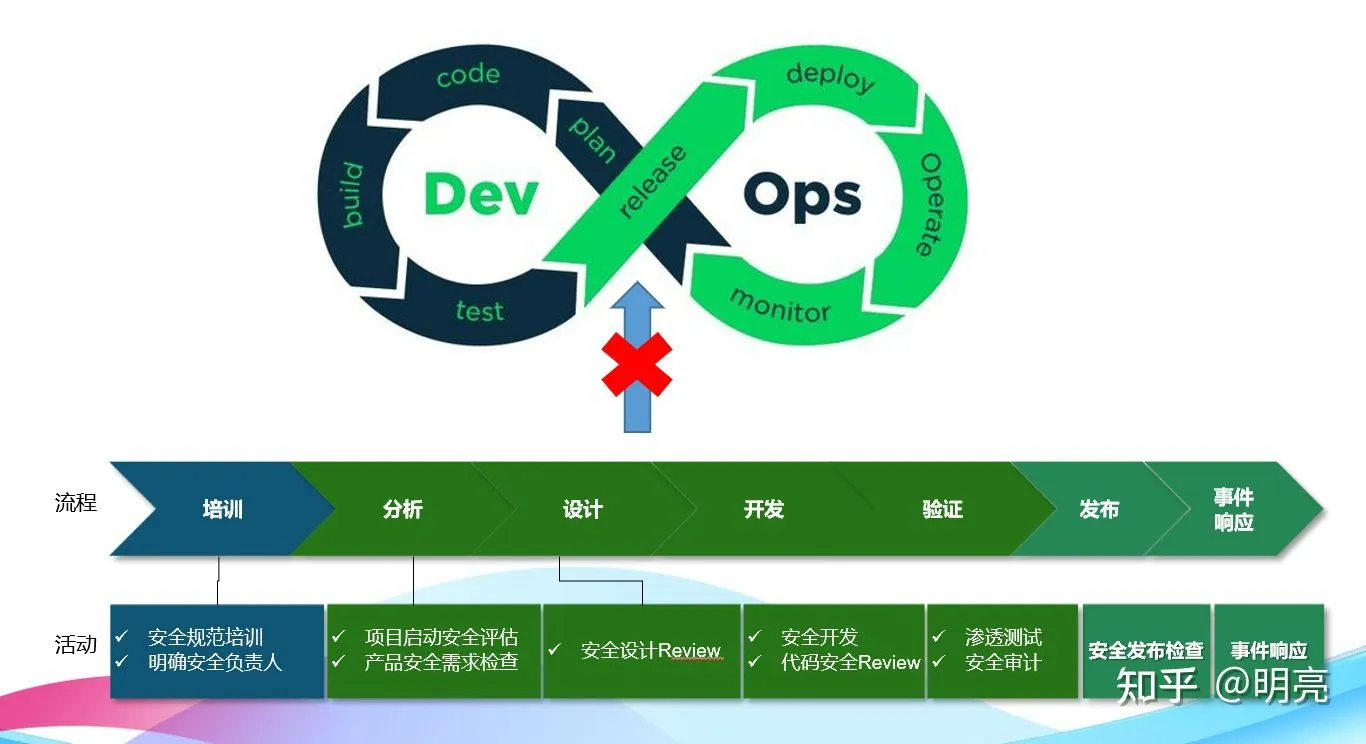 code
deploy
plan
release
build
Dev
Ops
Operate
test
monitor
流程
培训
分析
设计
开发
验证
发布
事件
响应
活动
✓ 安全规范培训
✓ 明确安全负责人
✓ 项目启动安全评估
✓ 产品安全需求检查
✓ 安全设计Review
✓ 安全开发
✓ 代码安全Review
✓ 渗透测试
✓ 安全审计
安全发布检查
事件响应
知乎 @明亮